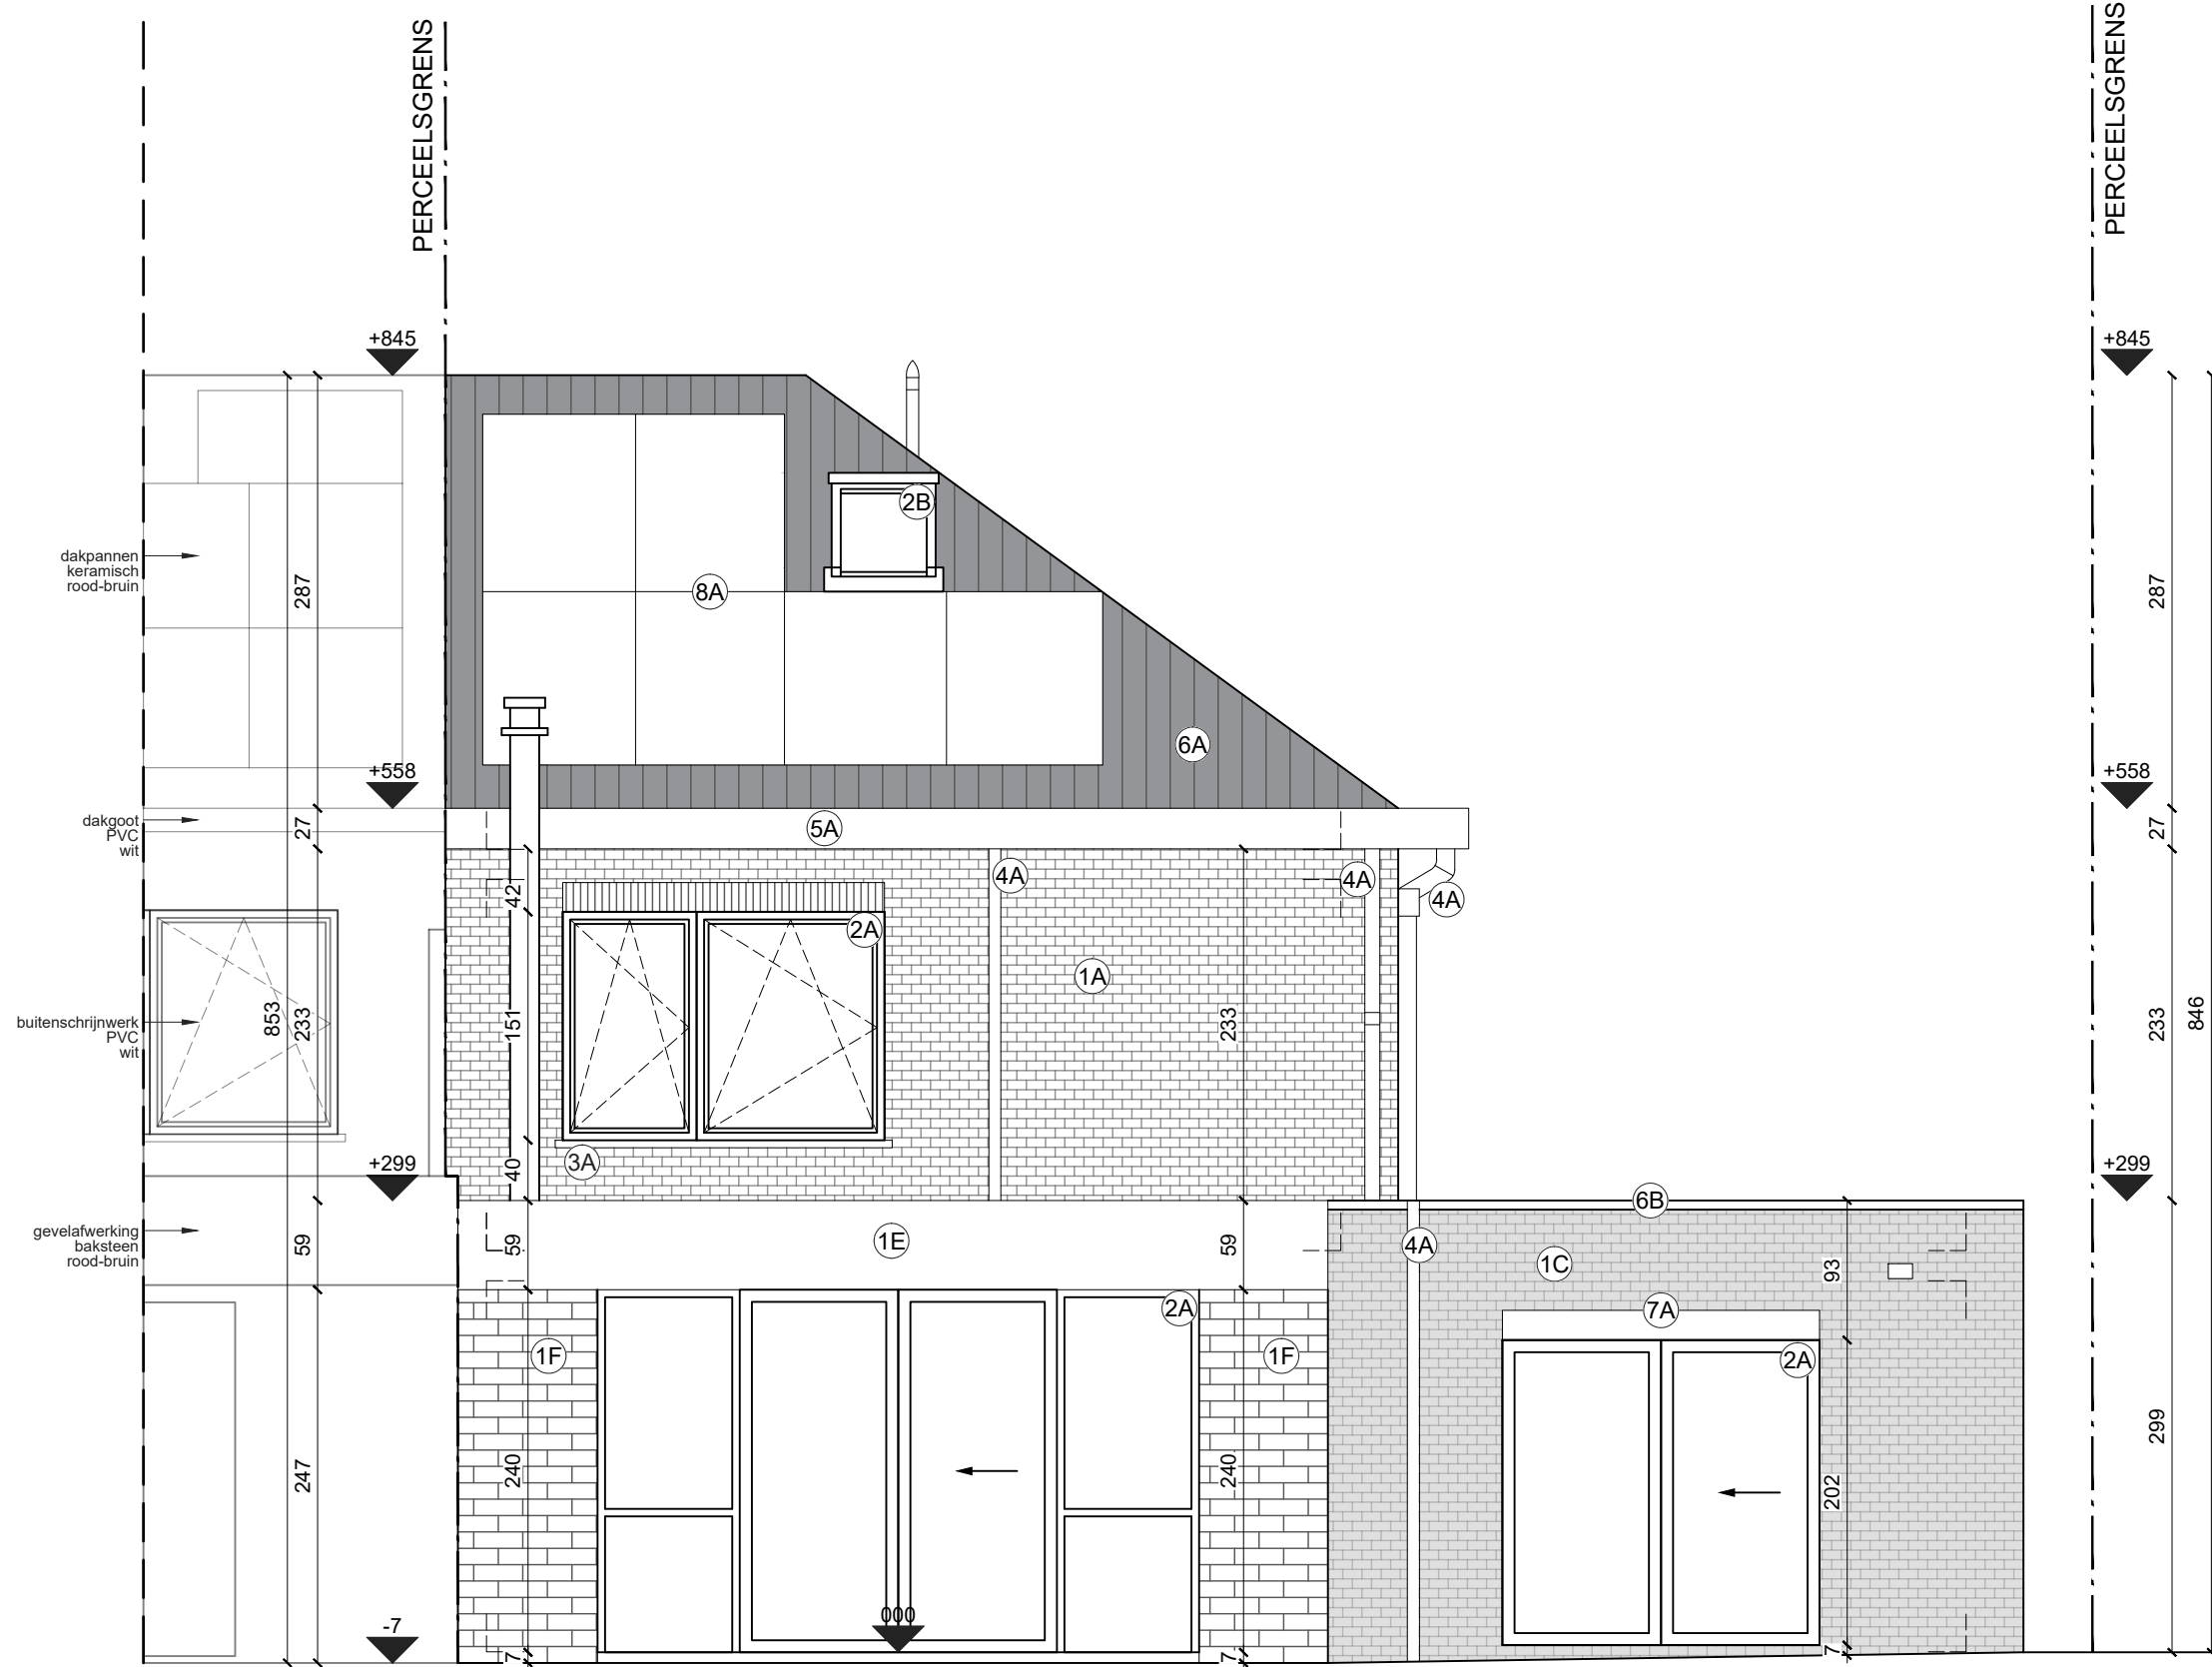 PERCEELSGRENS
PERCEELSGRENS
+845
+845
2B
dakpannen
keramisch
rood-bruin
287
8A
287
6A
+558
+558
dakgoot
PVC
wit
27
5A
27
42
4A
4A
4A
2A
1A
buitenschrijnwerk
PVC
wit
853
233
151
233
233
846
3A
40
+299
+299
6B
gevelafwerking
baksteen
rood-bruin
59
59
1E
59
4A
1C
93
7A
2A
1F
1F
2A
299
247
240
240
202
000
-7
7
7
7